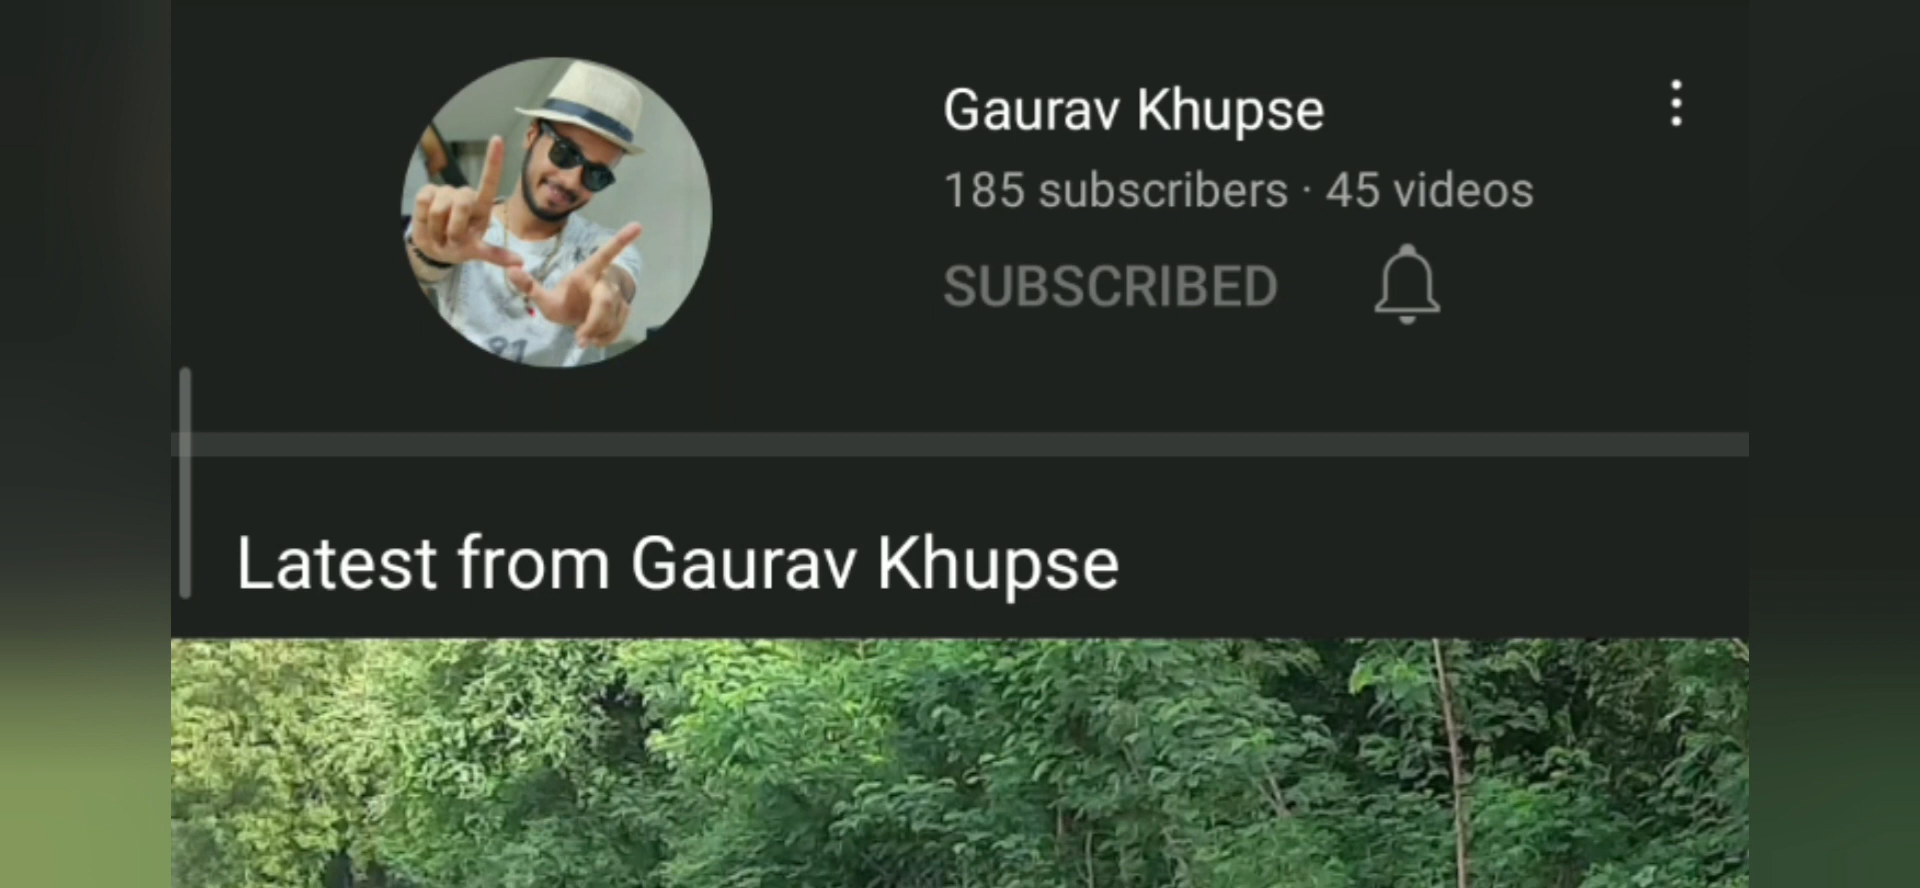 Gaurav Khupse
185 subscribers · 45 videos
SUBSCRIBED
Latest from Gaurav Khupse